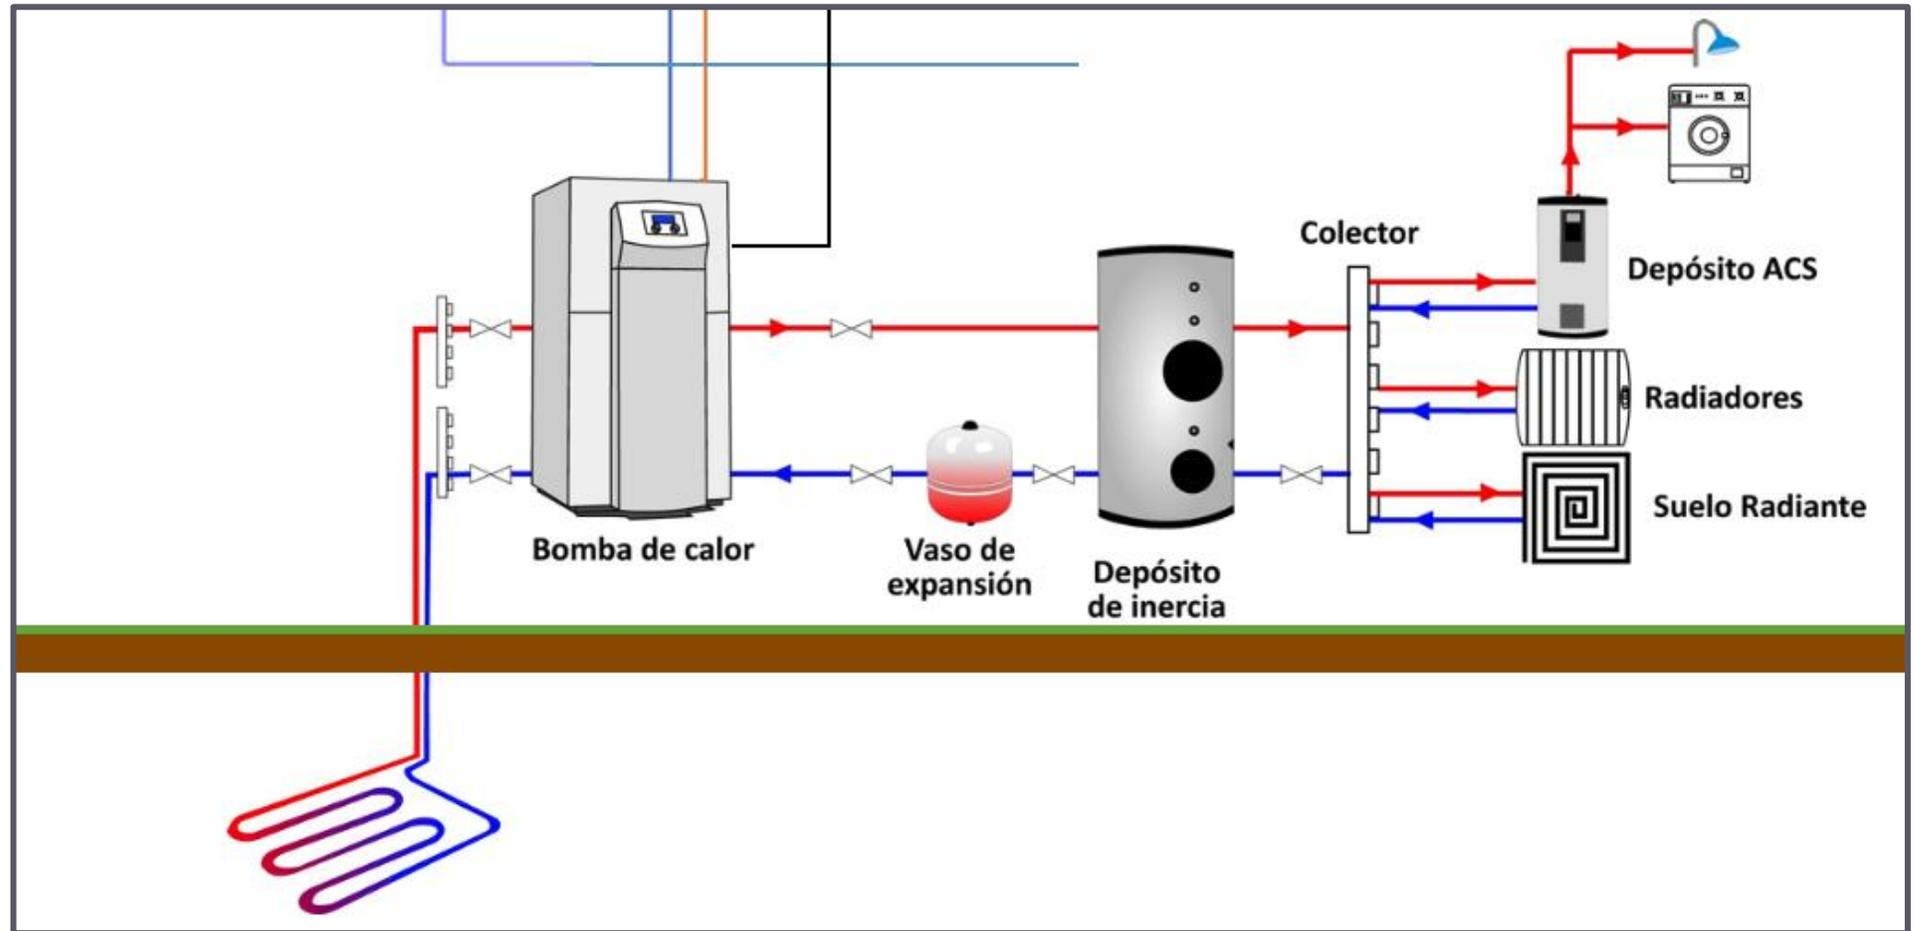 Colector
Depósito ACS
Radiadores
Suelo Radiante
Bomba de calor
Vaso de
expansión
Depósito
de inercia